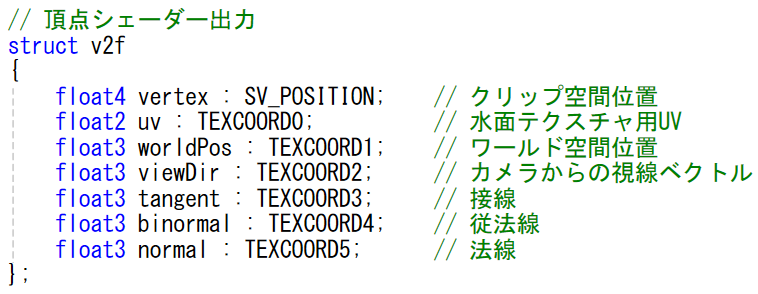 // 頂点シェーダー出力
struct v2f
{
    float4 vertex : SV_POSITION;    // クリップ空間位置
    float2 uv : TEXCOORD0;          // 水面テクスチャ用UV
    float3 worldPos : TEXCOORD1;    // ワールド空間位置
    float3 viewDir : TEXCOORD2;     // カメラからの視線ベクトル
    float3 tangent : TEXCOORD3;     // 接線
    float3 binormal : TEXCOORD4;    // 従法線
    float3 normal : TEXCOORD5;      // 法線
};